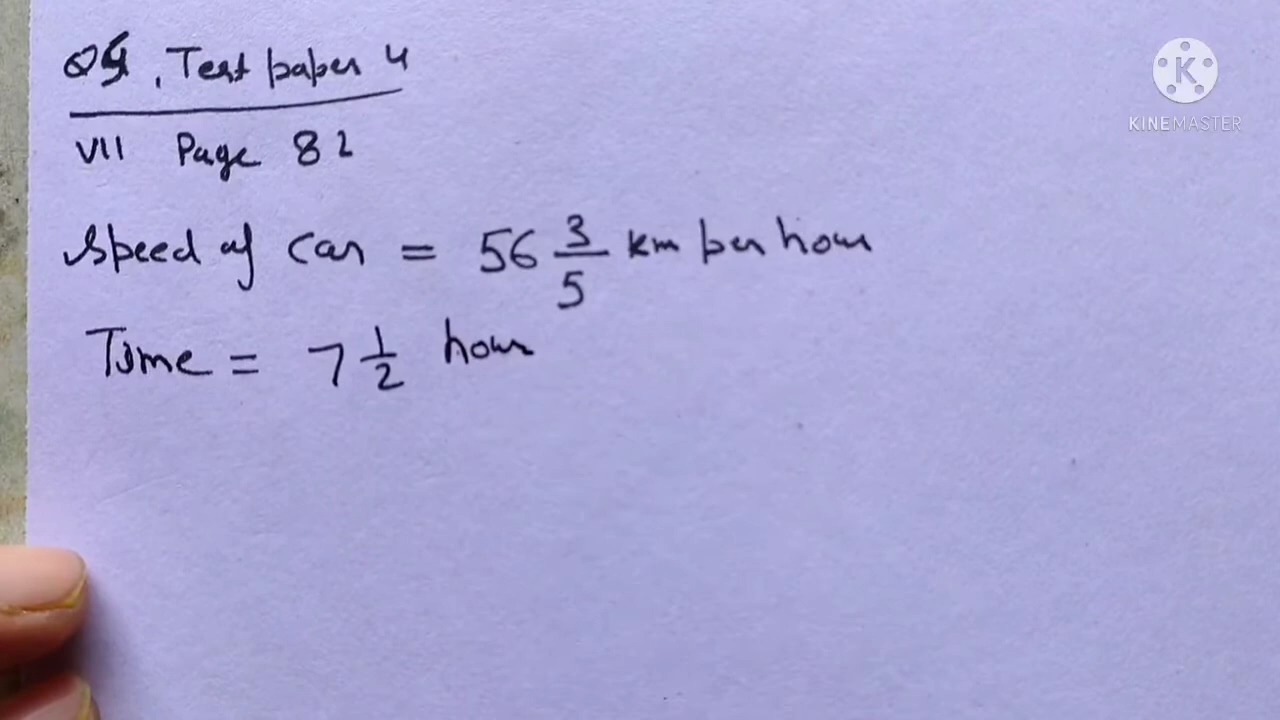 Q4, Test paper 4
VII Page 82
Speed of car = 56 3/5 km per hour
Time = 7 1/2 hour
K
KINEMASTER